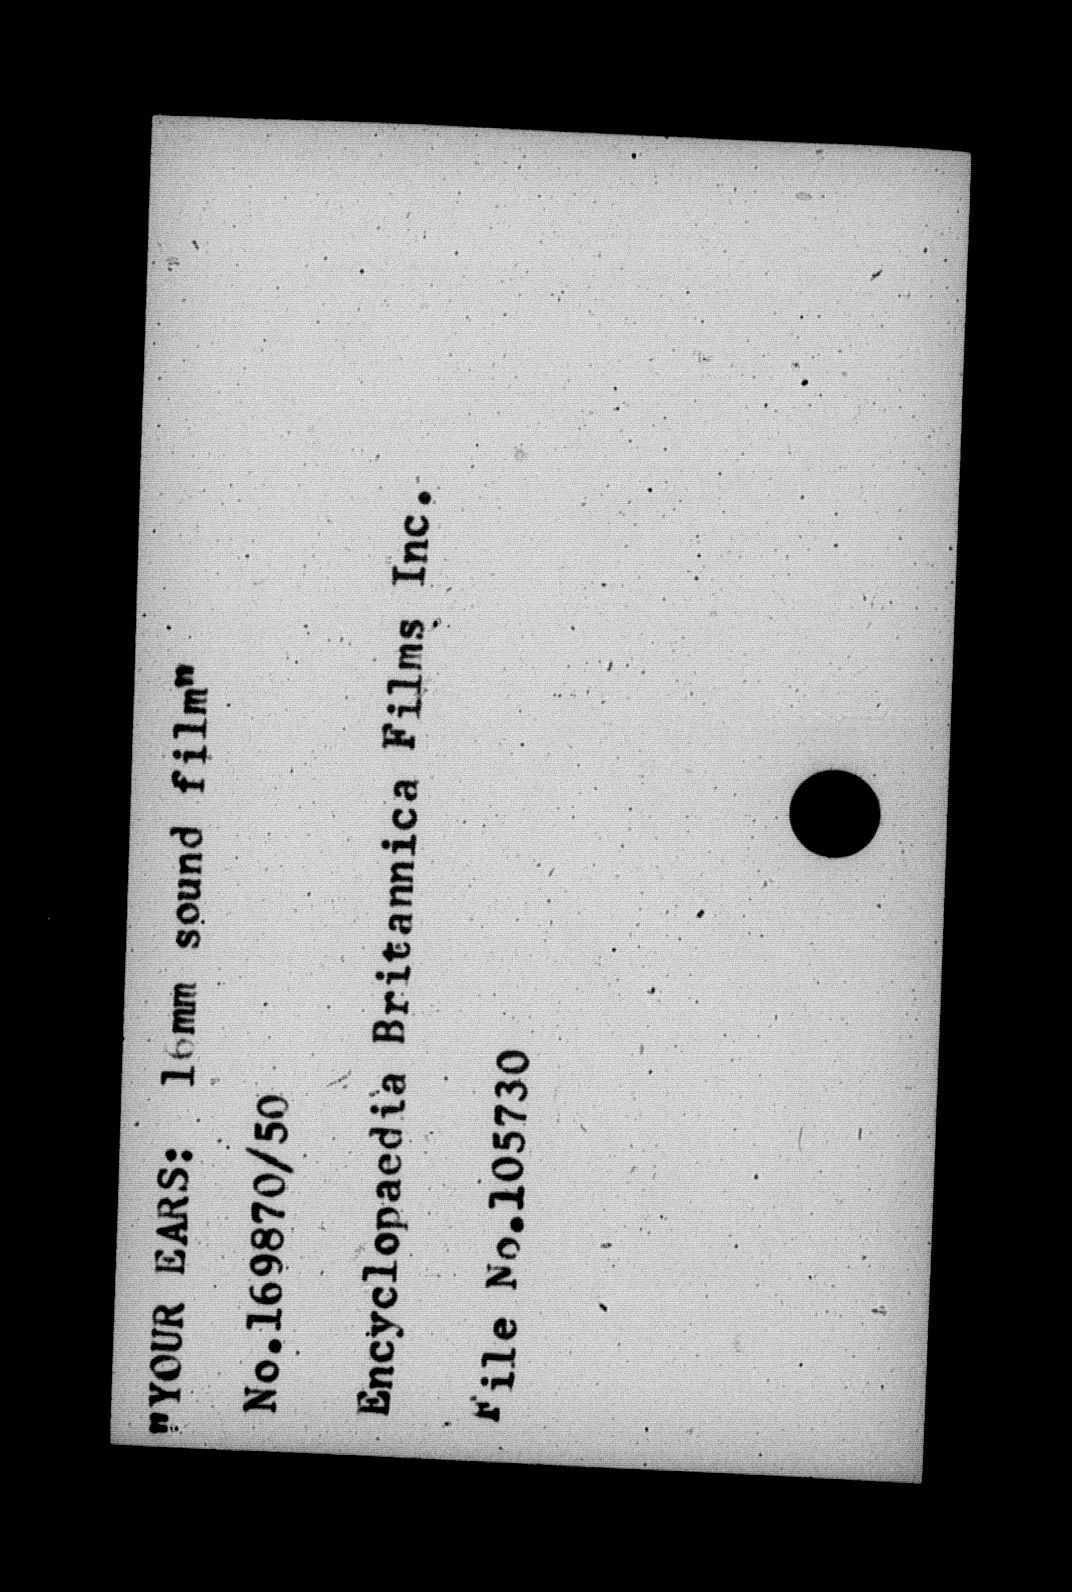 "YOUR EARS: 16mm sound film"
No.169870/50
Encyclopaedia Britannica Films Inc.
File No.105730